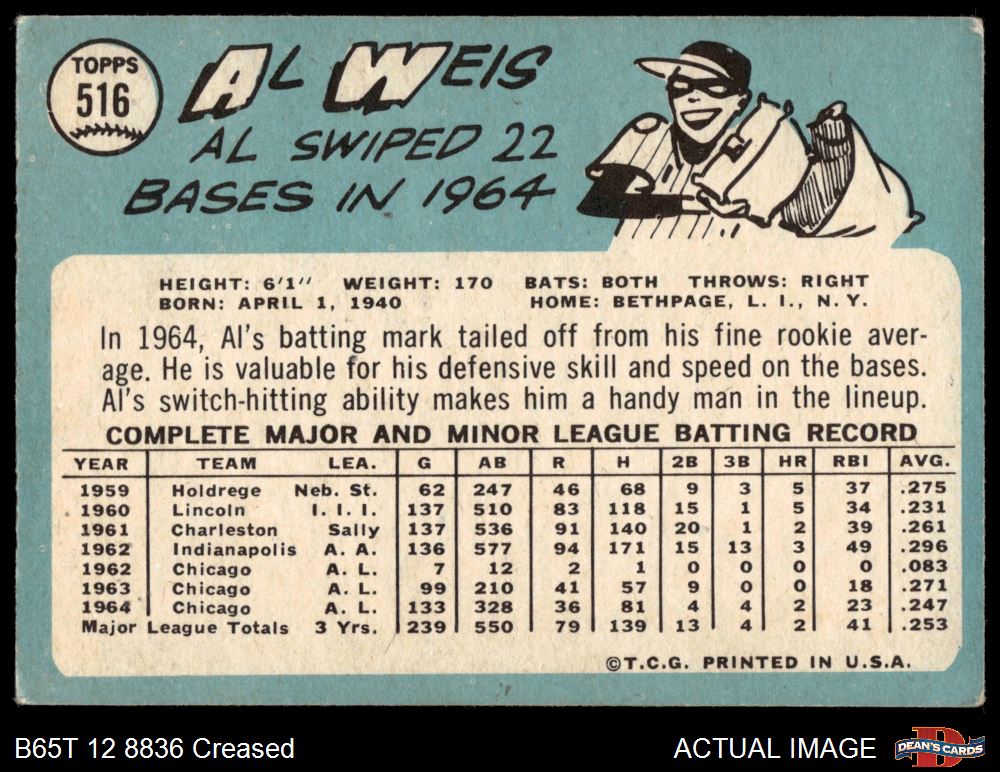 TOPPS
516
AL WEIS
AL SWIPED 22
BASES IN 1964
HEIGHT: 6'1" WEIGHT: 170 BATS: BOTH THROWS: RIGHT
BORN: APRIL 1, 1940 HOME: BETHPAGE, L. I., N. Y.
In 1964, Al's batting mark tailed off from his fine rookie aver-
age. He is valuable for his defensive skill and speed on the bases.
Al's switch-hitting ability makes him a handy man in the lineup.
COMPLETE MAJOR AND MINOR LEAGUE BATTING RECORD
YEAR TEAM LEA. G AB R H 2B 3B HR RBI AVG.
1959 Holdrege Neb. St. 62 247 46 68 9 3 5 37 .275
1960 Lincoln I. I. I. 137 510 83 118 15 1 5 34 .231
1961 Charleston Sally 137 536 91 140 20 1 2 39 .261
1962 Indianapolis A. A. 136 577 94 171 15 13 3 49 .296
1962 Chicago A. L. 7 12 2 1 0 0 0 0 .083
1963 Chicago A. L. 99 210 41 57 9 0 0 18 .271
1964 Chicago A. L. 133 328 36 81 4 4 2 23 .247
Major League Totals 3 Yrs. 239 550 79 139 13 4 2 41 .253
©T.C.G. PRINTED IN U.S.A.
B65T 12 8836 Creased
ACTUAL IMAGE
DEAN'S CARDS